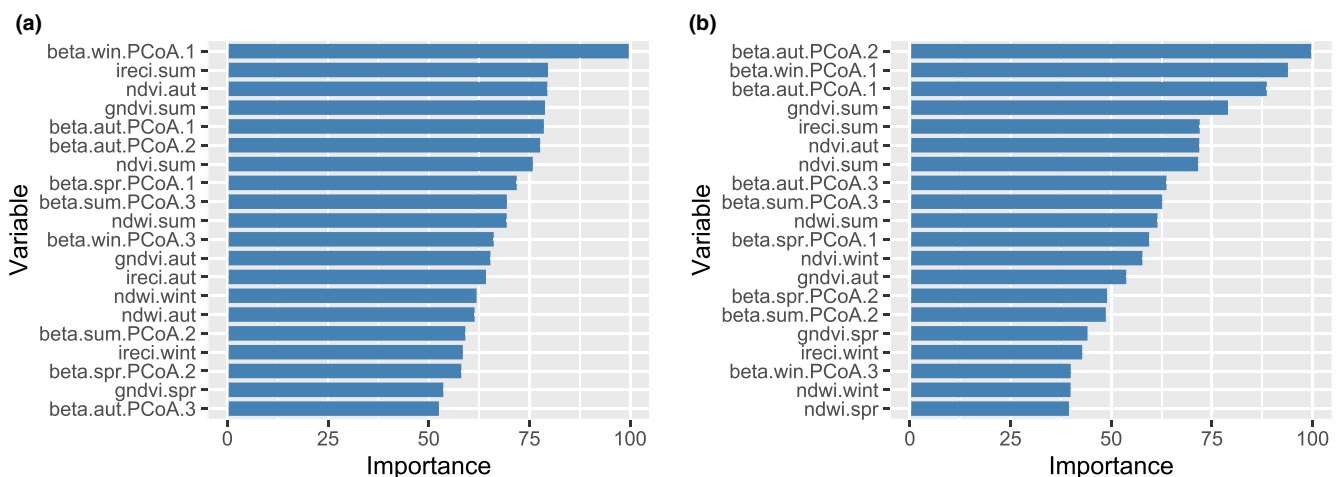 (a)
Variable
beta.win.PCoA.1
ireci.sum
ndvi.aut
gndvi.sum
beta.aut.PCoA.1
beta.aut.PCoA.2
ndvi.sum
beta.spr.PCoA.1
beta.sum.PCoA.3
ndwi.sum
beta.win.PCoA.3
gndvi.aut
ireci.aut
ndwi.wint
ndwi.aut
beta.sum.PCoA.2
ireci.wint
beta.spr.PCoA.2
gndvi.spr
beta.aut.PCoA.3
0 25 50 75 100
Importance
(b)
Variable
beta.aut.PCoA.2
beta.win.PCoA.1
beta.aut.PCoA.1
gndvi.sum
ireci.sum
ndvi.aut
ndvi.sum
beta.aut.PCoA.3
beta.sum.PCoA.3
ndwi.sum
beta.spr.PCoA.1
ndvi.wint
gndvi.aut
beta.spr.PCoA.2
beta.sum.PCoA.2
gndvi.spr
ireci.wint
beta.win.PCoA.3
ndwi.wint
ndwi.spr
0 25 50 75 100
Importance